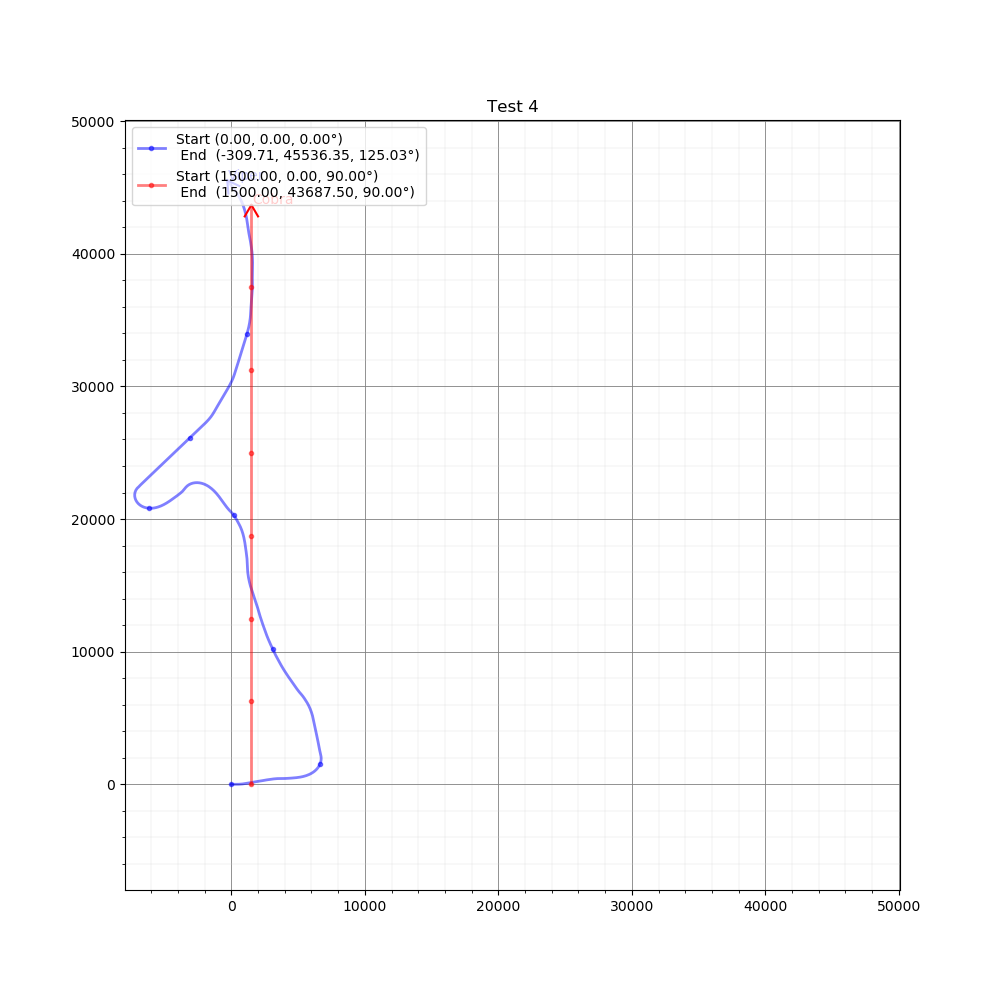 Test 4
50000
40000
30000
20000
10000
0
Start (0.00, 0.00, 0.00°)
End (-309.71, 45536.35, 125.03°)
Start (1500.00, 0.00, 90.00°)
End (1500.00, 43687.50, 90.00°)
Cobra
0
10000
20000
30000
40000
50000